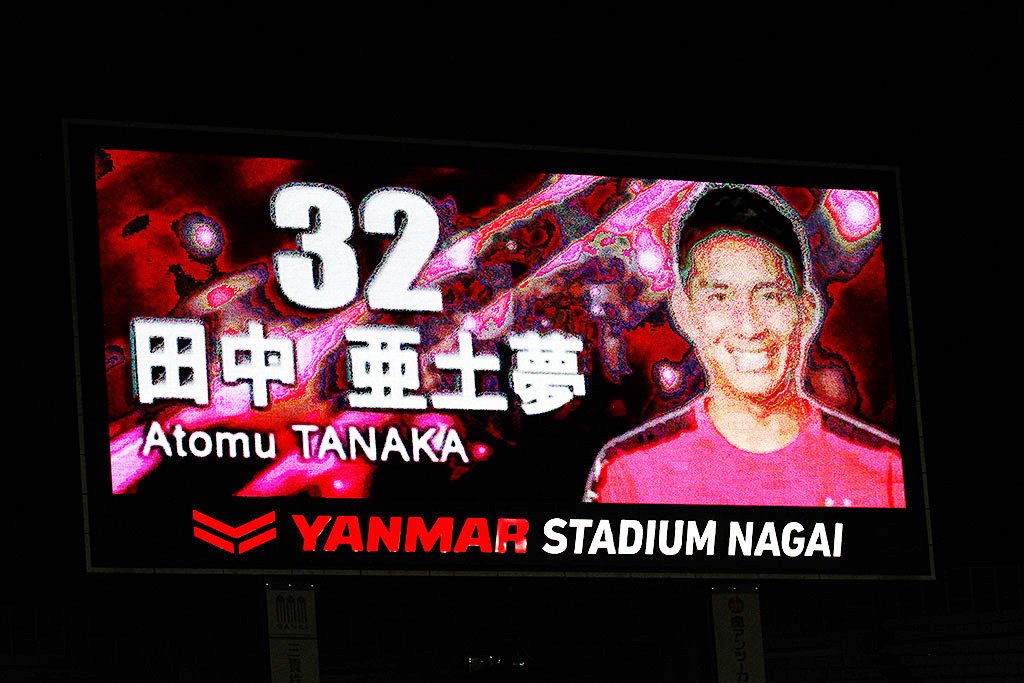 32
田中 亜土夢
Atomu TANAKA
YANMAR STADIUM NAGAI